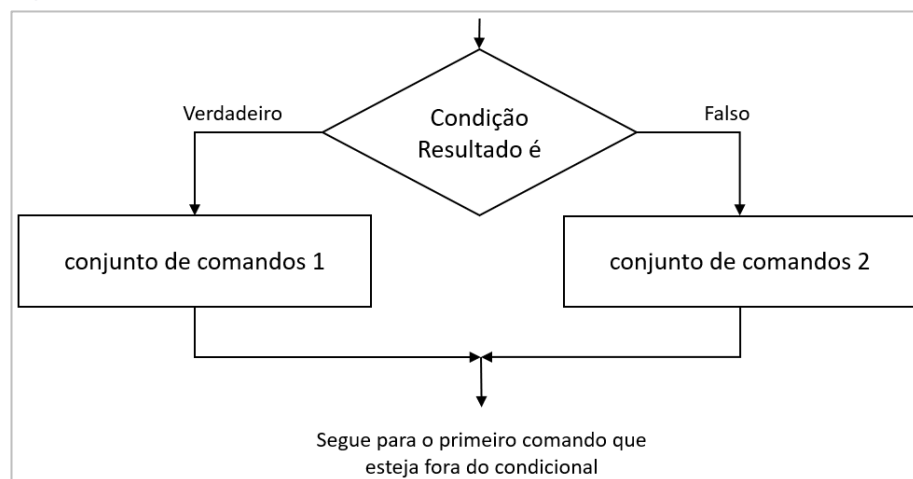 Verdadeiro
Condição
Resultado é
Falso
conjunto de comandos 1
conjunto de comandos 2
Segue para o primeiro comando que
esteja fora do condicional